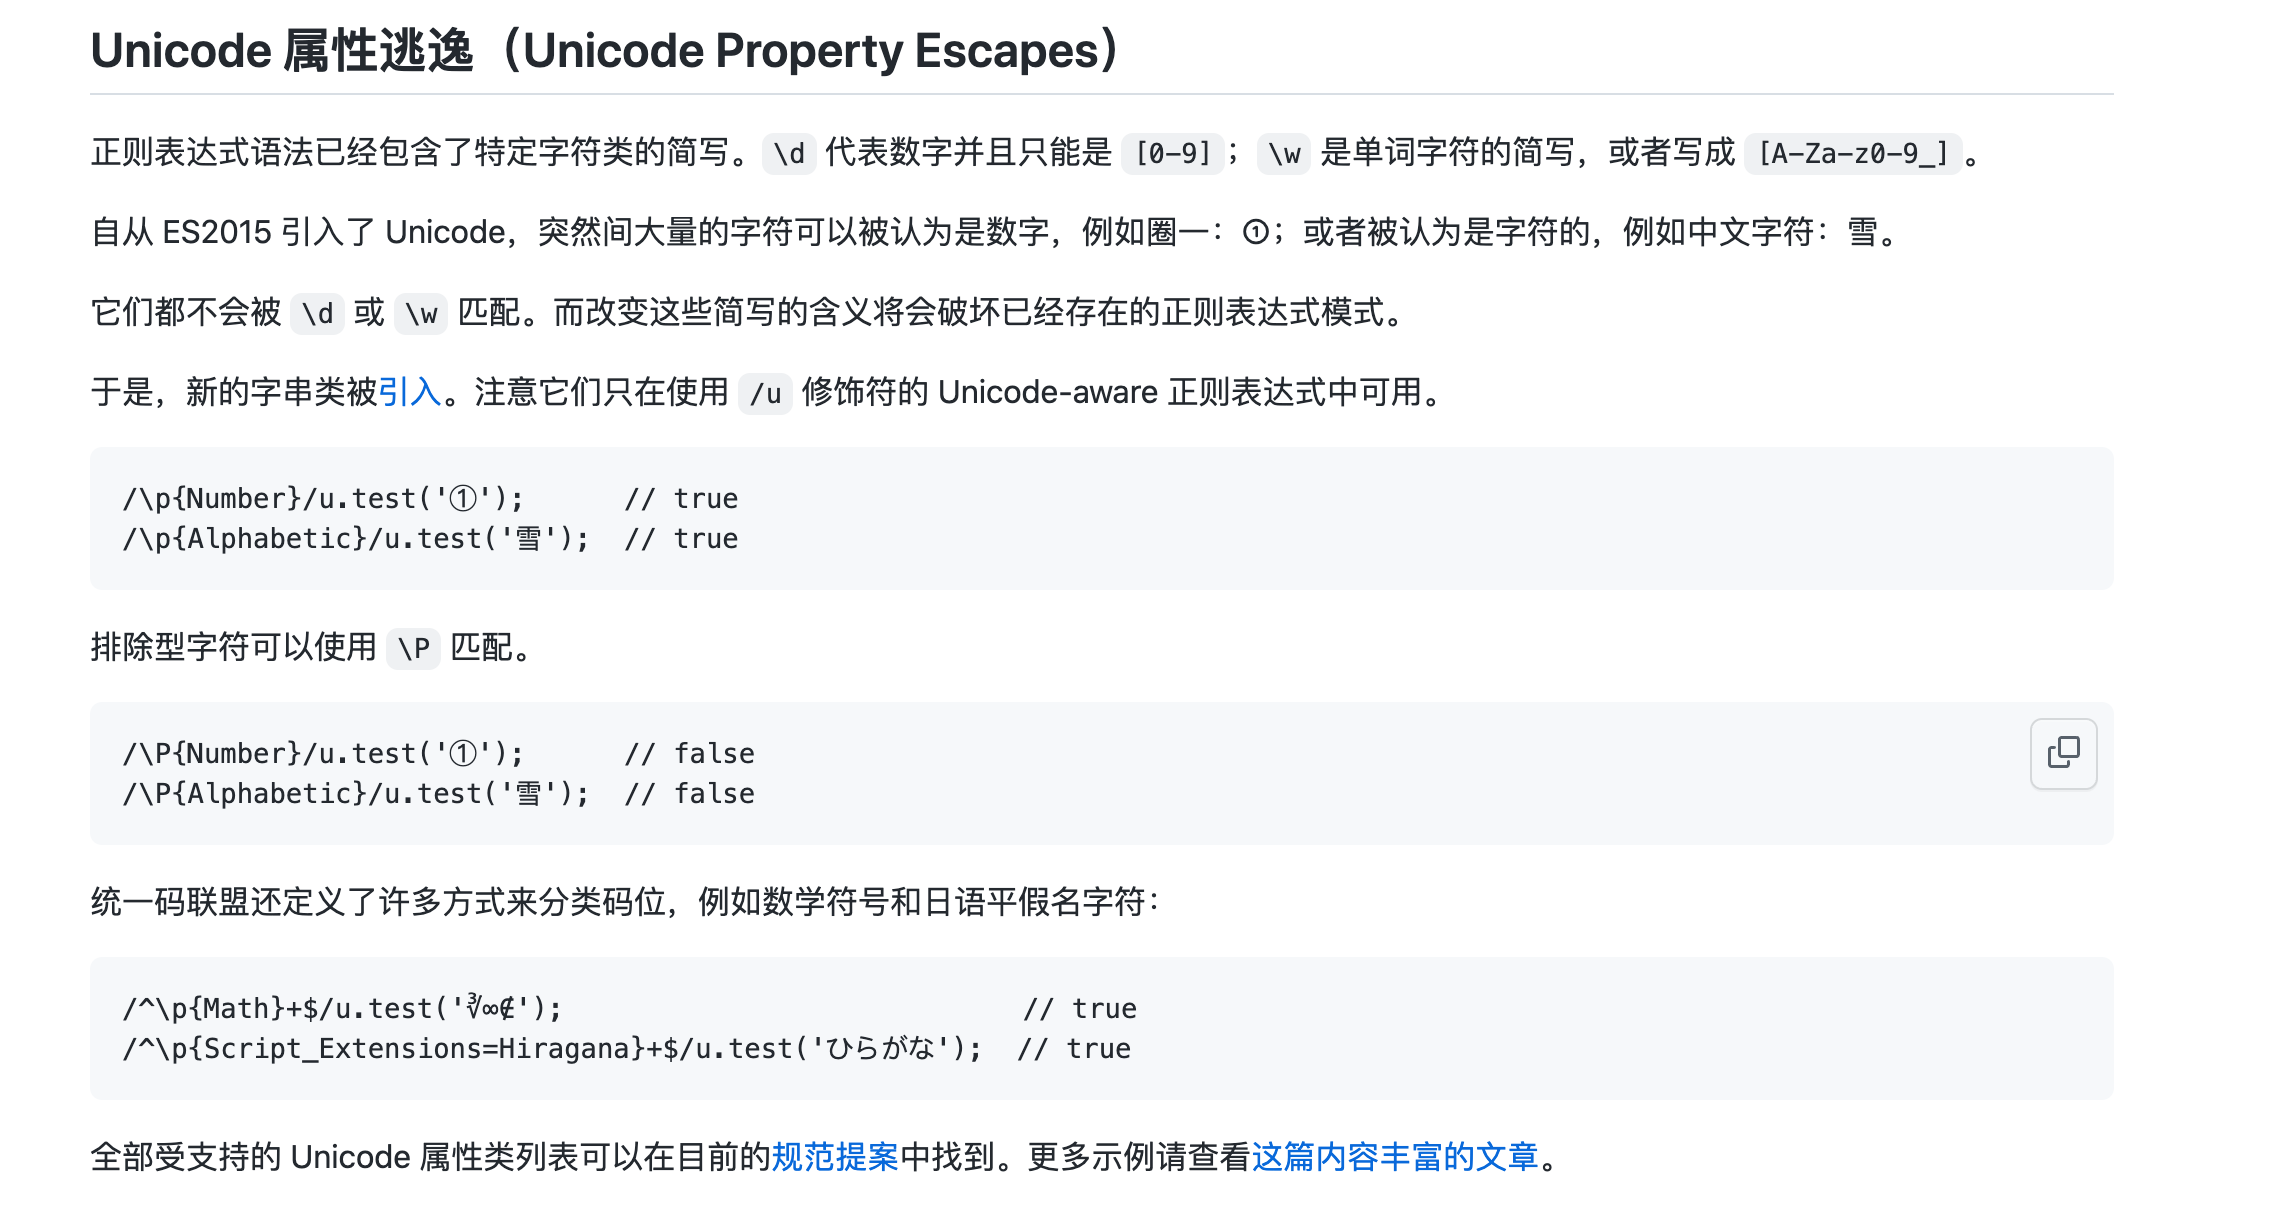 Unicode 属性逃逸（Unicode Property Escapes）
正则表达式语法已经包含了特定字符类的简写。\d 代表数字并且只能是 [0-9]；\w 是单词字符的简写，或者写成 [A-Za-z0-9_]。
自从 ES2015 引入了 Unicode，突然间大量的字符可以被认为是数字，例如圈一：①；或者被认为是字符的，例如中文字符：雪。
它们都不会被 \d 或 \w 匹配。而改变这些简写的含义将会破坏已经存在的正则表达式模式。
于是，新的字串类被引入。注意它们只在使用 /u 修饰符的 Unicode-aware 正则表达式中可用。
/\p{Number}/u.test('①');      // true
/\p{Alphabetic}/u.test('雪');  // true
排除型字符可以使用 \P 匹配。
/\P{Number}/u.test('①');      // false
/\P{Alphabetic}/u.test('雪');  // false
统一码联盟还定义了许多方式来分类码位，例如数学符号和日语平假名字符：
/^\p{Math}+$/u.test('∛∞∉');                            // true
/^\p{Script_Extensions=Hiragana}+$/u.test('ひらがな');  // true
全部受支持的 Unicode 属性类列表可以在目前的规范提案中找到。更多示例请查看这篇内容丰富的文章。